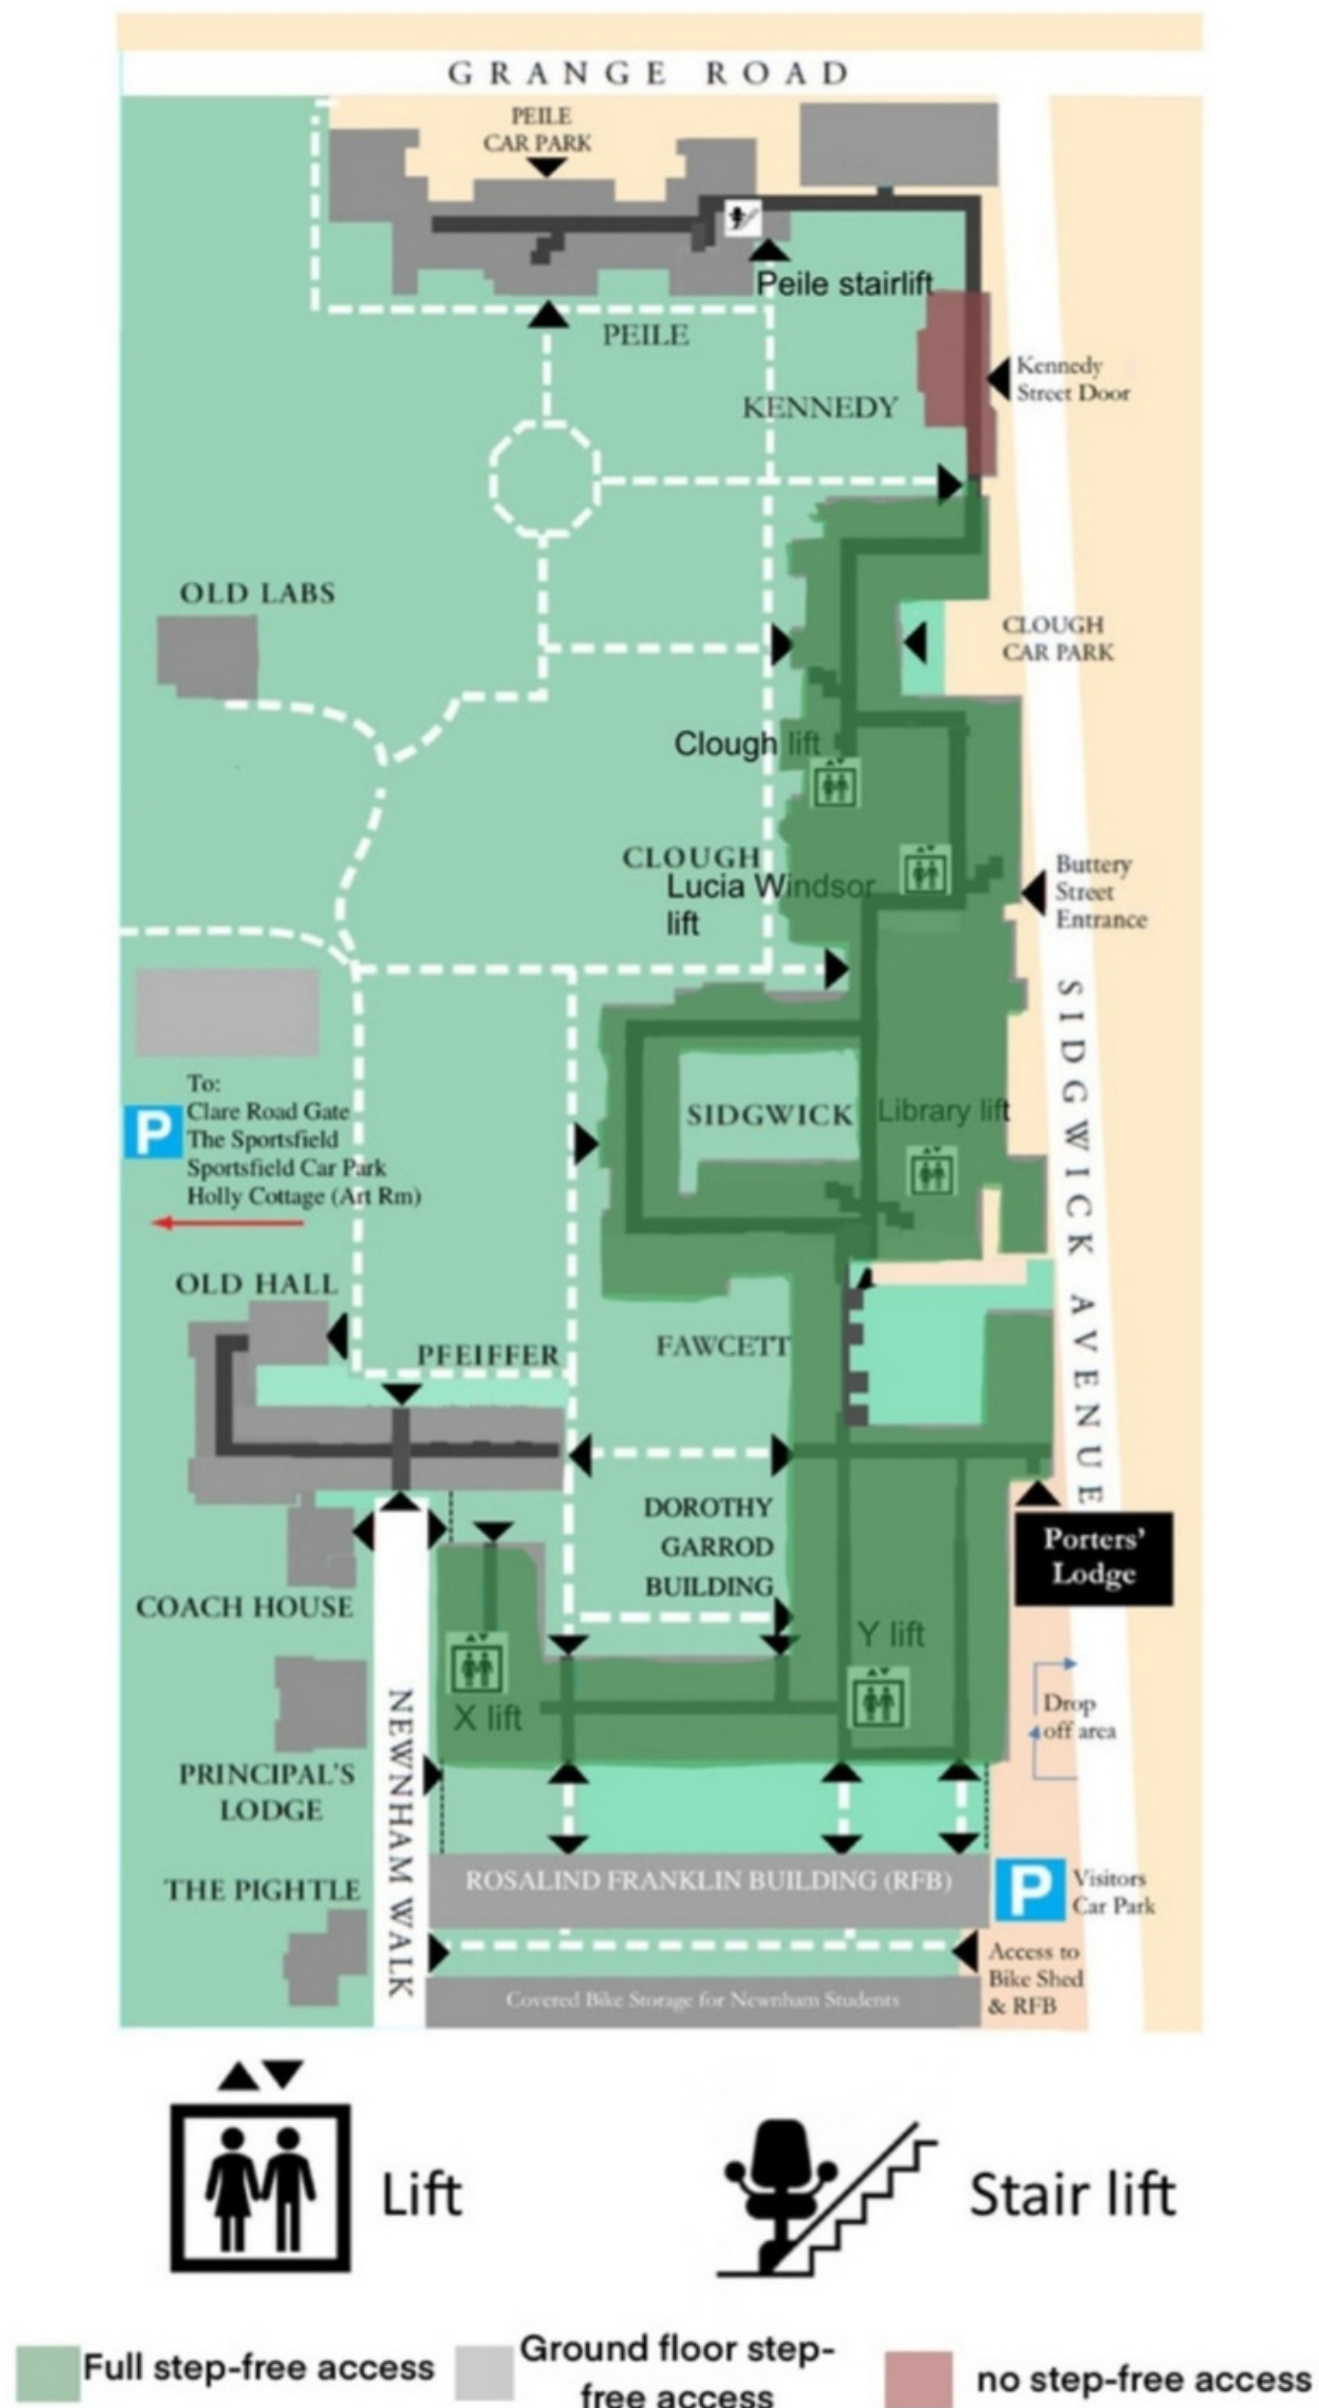 GRANGE ROAD
PEILE
CAR PARK
Peile stairlift
PEILE
Kennedy
Street Door
KENNEDY
OLD LABS
CLOUGH
CAR PARK
Clough lift
CLOUGH
Lucia Windsor
lift
Buttery
Street
Entrance
SIDGWICK AVENUE
To:
Clare Road Gate
The Sportsfield
Sportsfield Car Park
Holly Cottage (Art Rm)
P
SIDGWICK
Library lift
OLD HALL
PFEIFFER
FAWCETT
DOROTHY
GARROD
BUILDING
Porters'
Lodge
COACH HOUSE
Y lift
X lift
Drop
off area
NEWNHAM WALK
PRINCIPAL'S
LODGE
THE PIGHTLE
ROSALIND FRANKLIN BUILDING (RFB)
P
Visitors
Car Park
Access to
Bike Shed
& RFB
Covered Bike Storage for Newnham Students
Lift
Stair lift
Full step-free access
Ground floor step-
free access
no step-free access